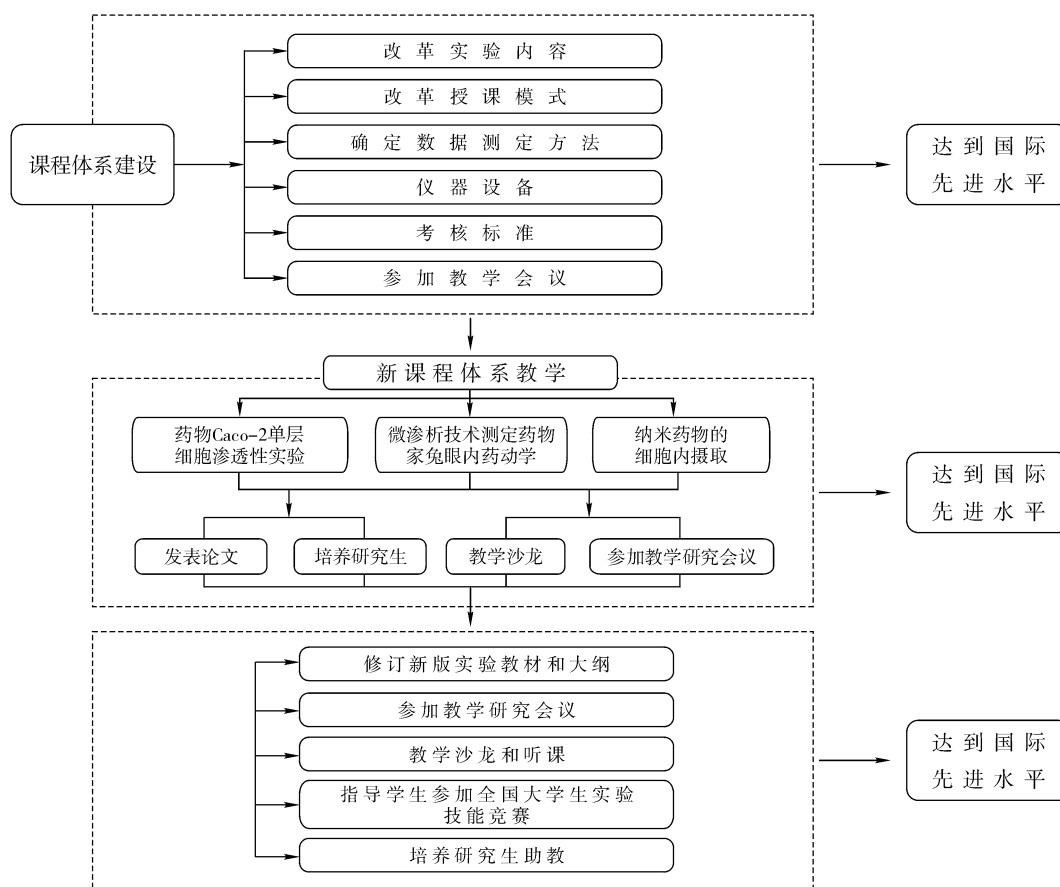 改革实验内容
改革授课模式
确定数据测定方法
仪器设备
考核标准
参加教学会议
课程体系建设
达到国际
先进水平
新课程体系教学
药物Caco-2单层
细胞渗透性实验
微渗析技术测定药物
家兔眼内药动学
纳米药物的
细胞内摄取
发表论文
培养研究生
教学沙龙
参加教学研究会议
达到国际
先进水平
修订新版实验教材和大纲
参加教学研究会议
教学沙龙和听课
指导学生参加全国大学生实验
技能竞赛
培养研究生助教
达到国际
先进水平